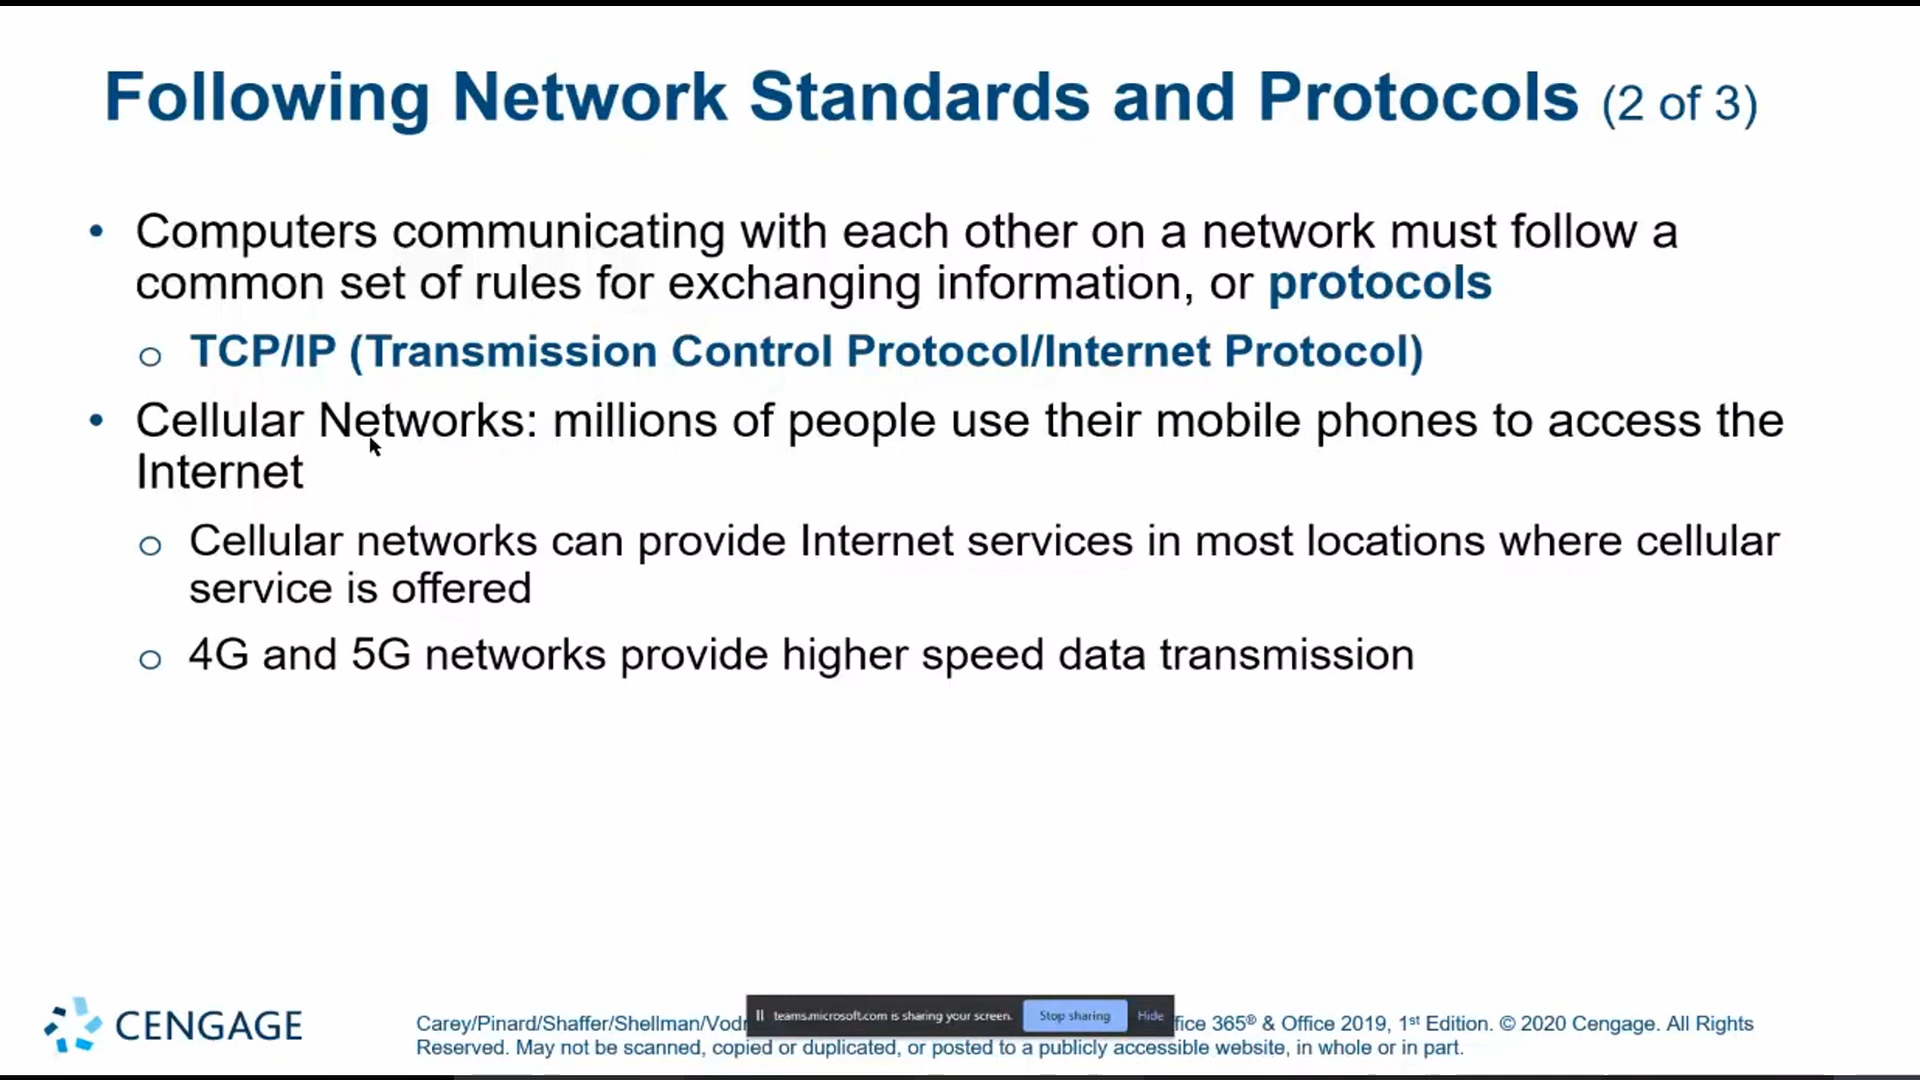 Following Network Standards and Protocols (2 of 3)
• Computers communicating with each other on a network must follow a
common set of rules for exchanging information, or protocols
o TCP/IP (Transmission Control Protocol/Internet Protocol)
• Cellular Networks: millions of people use their mobile phones to access the
Internet
o Cellular networks can provide Internet services in most locations where cellular
service is offered
o 4G and 5G networks provide higher speed data transmission
CENGAGE
Carey/Pinard/Shaffer/Shellman/Vodr
teams.microsoft.com is sharing your screen. Stop sharing Hide
fice 365® & Office 2019, 1st Edition. © 2020 Cengage. All Rights
Reserved. May not be scanned, copied or duplicated, or posted to a publicly accessible website, in whole or in part.